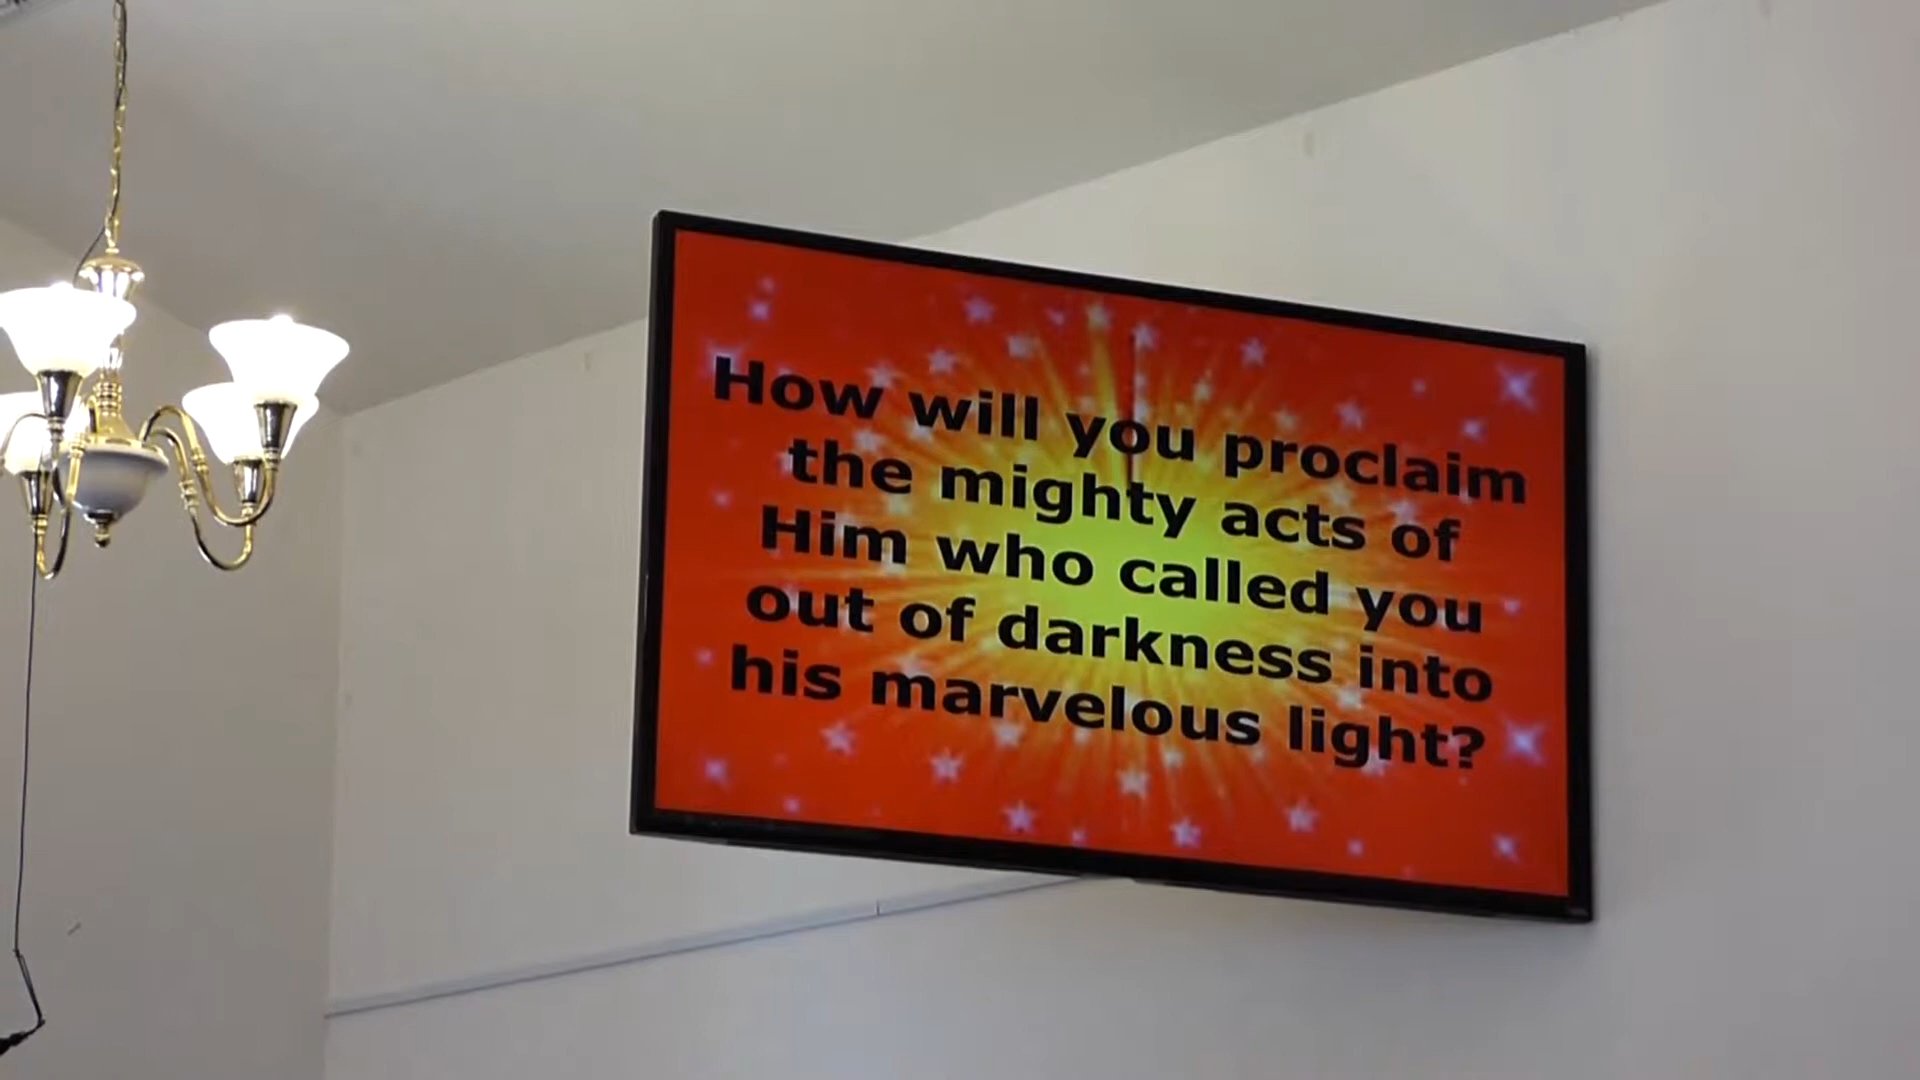 How will you proclaim
the mighty acts of
Him who called you
out of darkness into
his marvelous light?